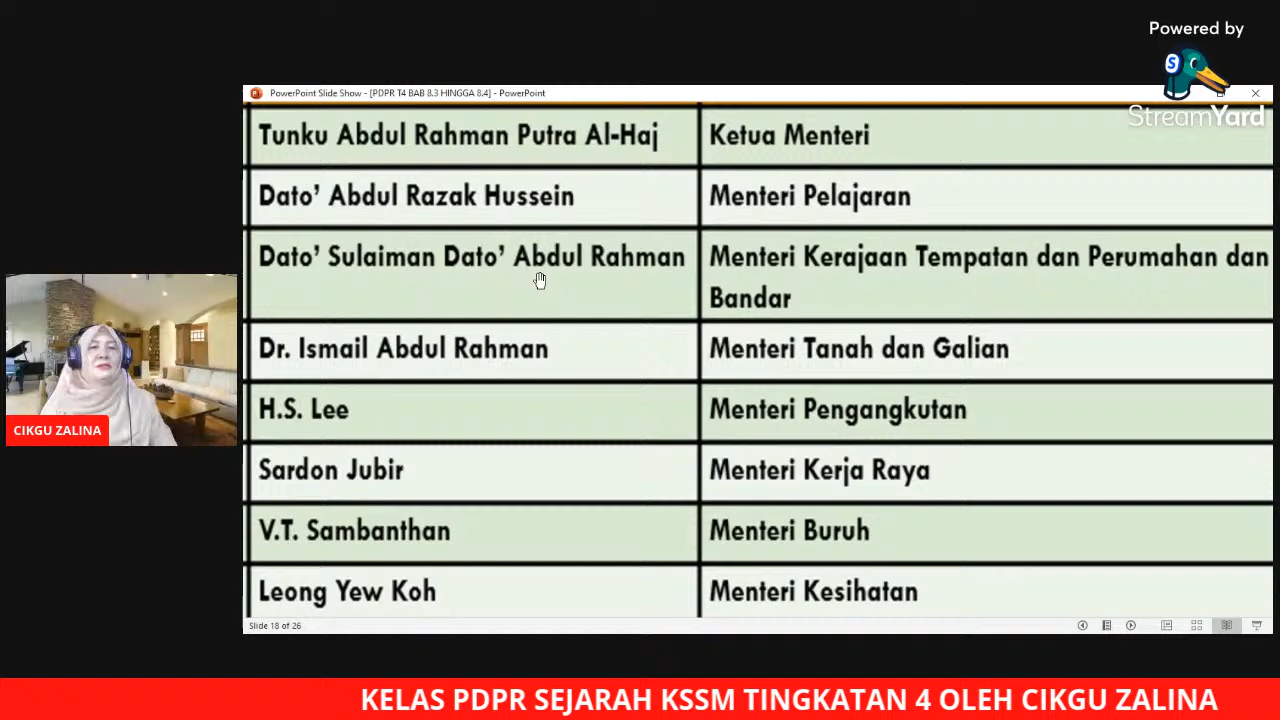 Powered by
StreamYard
PowerPoint Slide Show - [PDPR T4 BAB 8.3 HINGGA 8.4] - PowerPoint
Tunku Abdul Rahman Putra Al-Haj Ketua Menteri
Dato' Abdul Razak Hussein Menteri Pelajaran
Dato' Sulaiman Dato' Abdul Rahman Menteri Kerajaan Tempatan dan Perumahan dan
Bandar
Dr. Ismail Abdul Rahman Menteri Tanah dan Galian
H.S. Lee Menteri Pengangkutan
Sardon Jubir Menteri Kerja Raya
V.T. Sambanthan Menteri Buruh
Leong Yew Koh Menteri Kesihatan
Slide 18 of 26
CIKGU ZALINA
KELAS PDPR SEJARAH KSSM TINGKATAN 4 OLEH CIKGU ZALINA